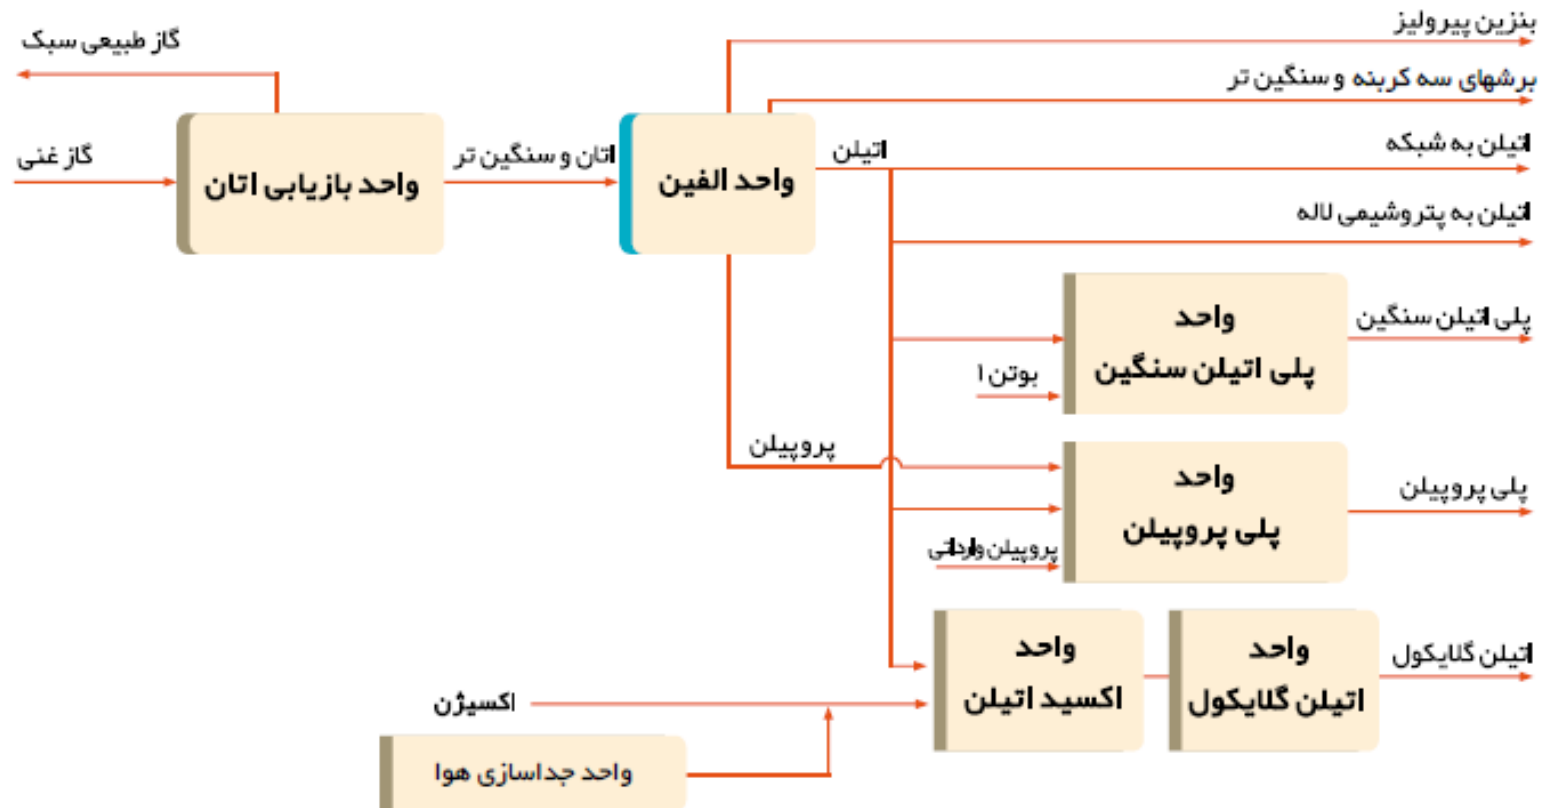 بنزین پیرولیز
گاز طبیعی سبک
برشهای سه کربنه و سنگین تر
اتیلن به شبکه
اتیلن
اتان و سنگین تر
گاز غنی
واحد الفین
واحد بازیابی اتان
اتیلن به پتروشیمی لاله
واحد
پلی اتیلن سنگین
پلی اتیلن سنگین
بوتن ۱
پروپیلن
واحد
پلی پروپیلن
پلی پروپیلن
پروپیلن وارداتی
واحد
اکسید اتیلن
واحد
اتیلن گلایکول
اتیلن گلایکول
اکسیژن
واحد جداسازی هوا